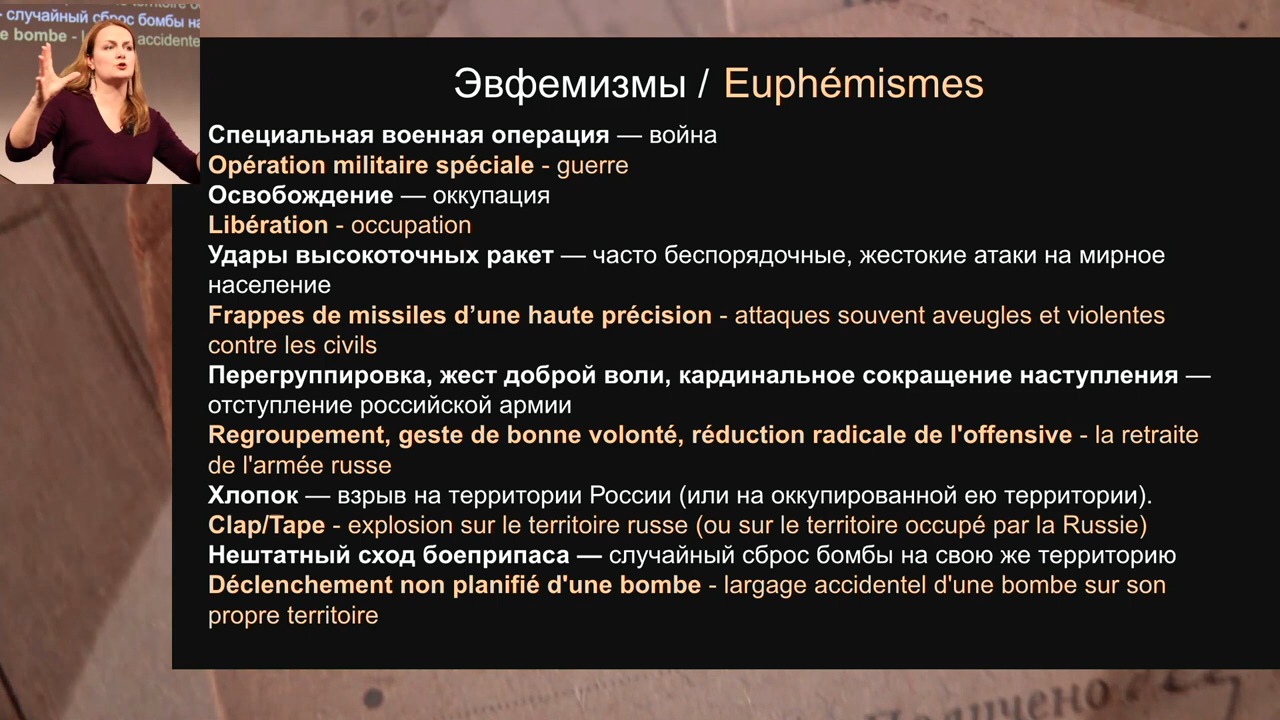 случайный сброс бомбы на
e bombe - l accidente
Эвфемизмы / Euphémismes
Специальная военная операция — война
Opération militaire spéciale - guerre
Освобождение — оккупация
Libération - occupation
Удары высокоточных ракет — часто беспорядочные, жестокие атаки на мирное
население
Frappes de missiles d’une haute précision - attaques souvent aveugles et violentes
contre les civils
Перегруппировка, жест доброй воли, кардинальное сокращение наступления —
отступление российской армии
Regroupement, geste de bonne volonté, réduction radicale de l'offensive - la retraite
de l'armée russe
Хлопок — взрыв на территории России (или на оккупированной ею территории).
Clap/Tape - explosion sur le territoire russe (ou sur le territoire occupé par la Russie)
Нештатный сход боеприпаса — случайный сброс бомбы на свою же территорию
Déclenchement non planifié d'une bombe - largage accidentel d'une bombe sur son
propre territoire